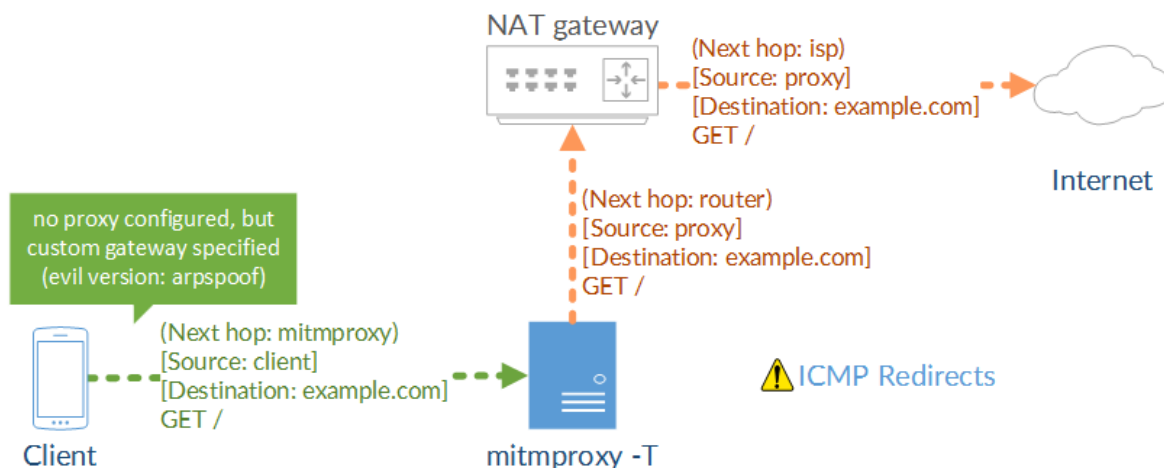 NAT gateway
(Next hop: isp)
[Source: proxy]
[Destination: example.com]
GET /
Internet
(Next hop: router)
[Source: proxy]
[Destination: example.com]
GET /
no proxy configured, but
custom gateway specified
(evil version: arpspoof)
(Next hop: mitmproxy)
[Source: client]
[Destination: example.com]
GET /
ICMP Redirects
Client
mitmproxy -T